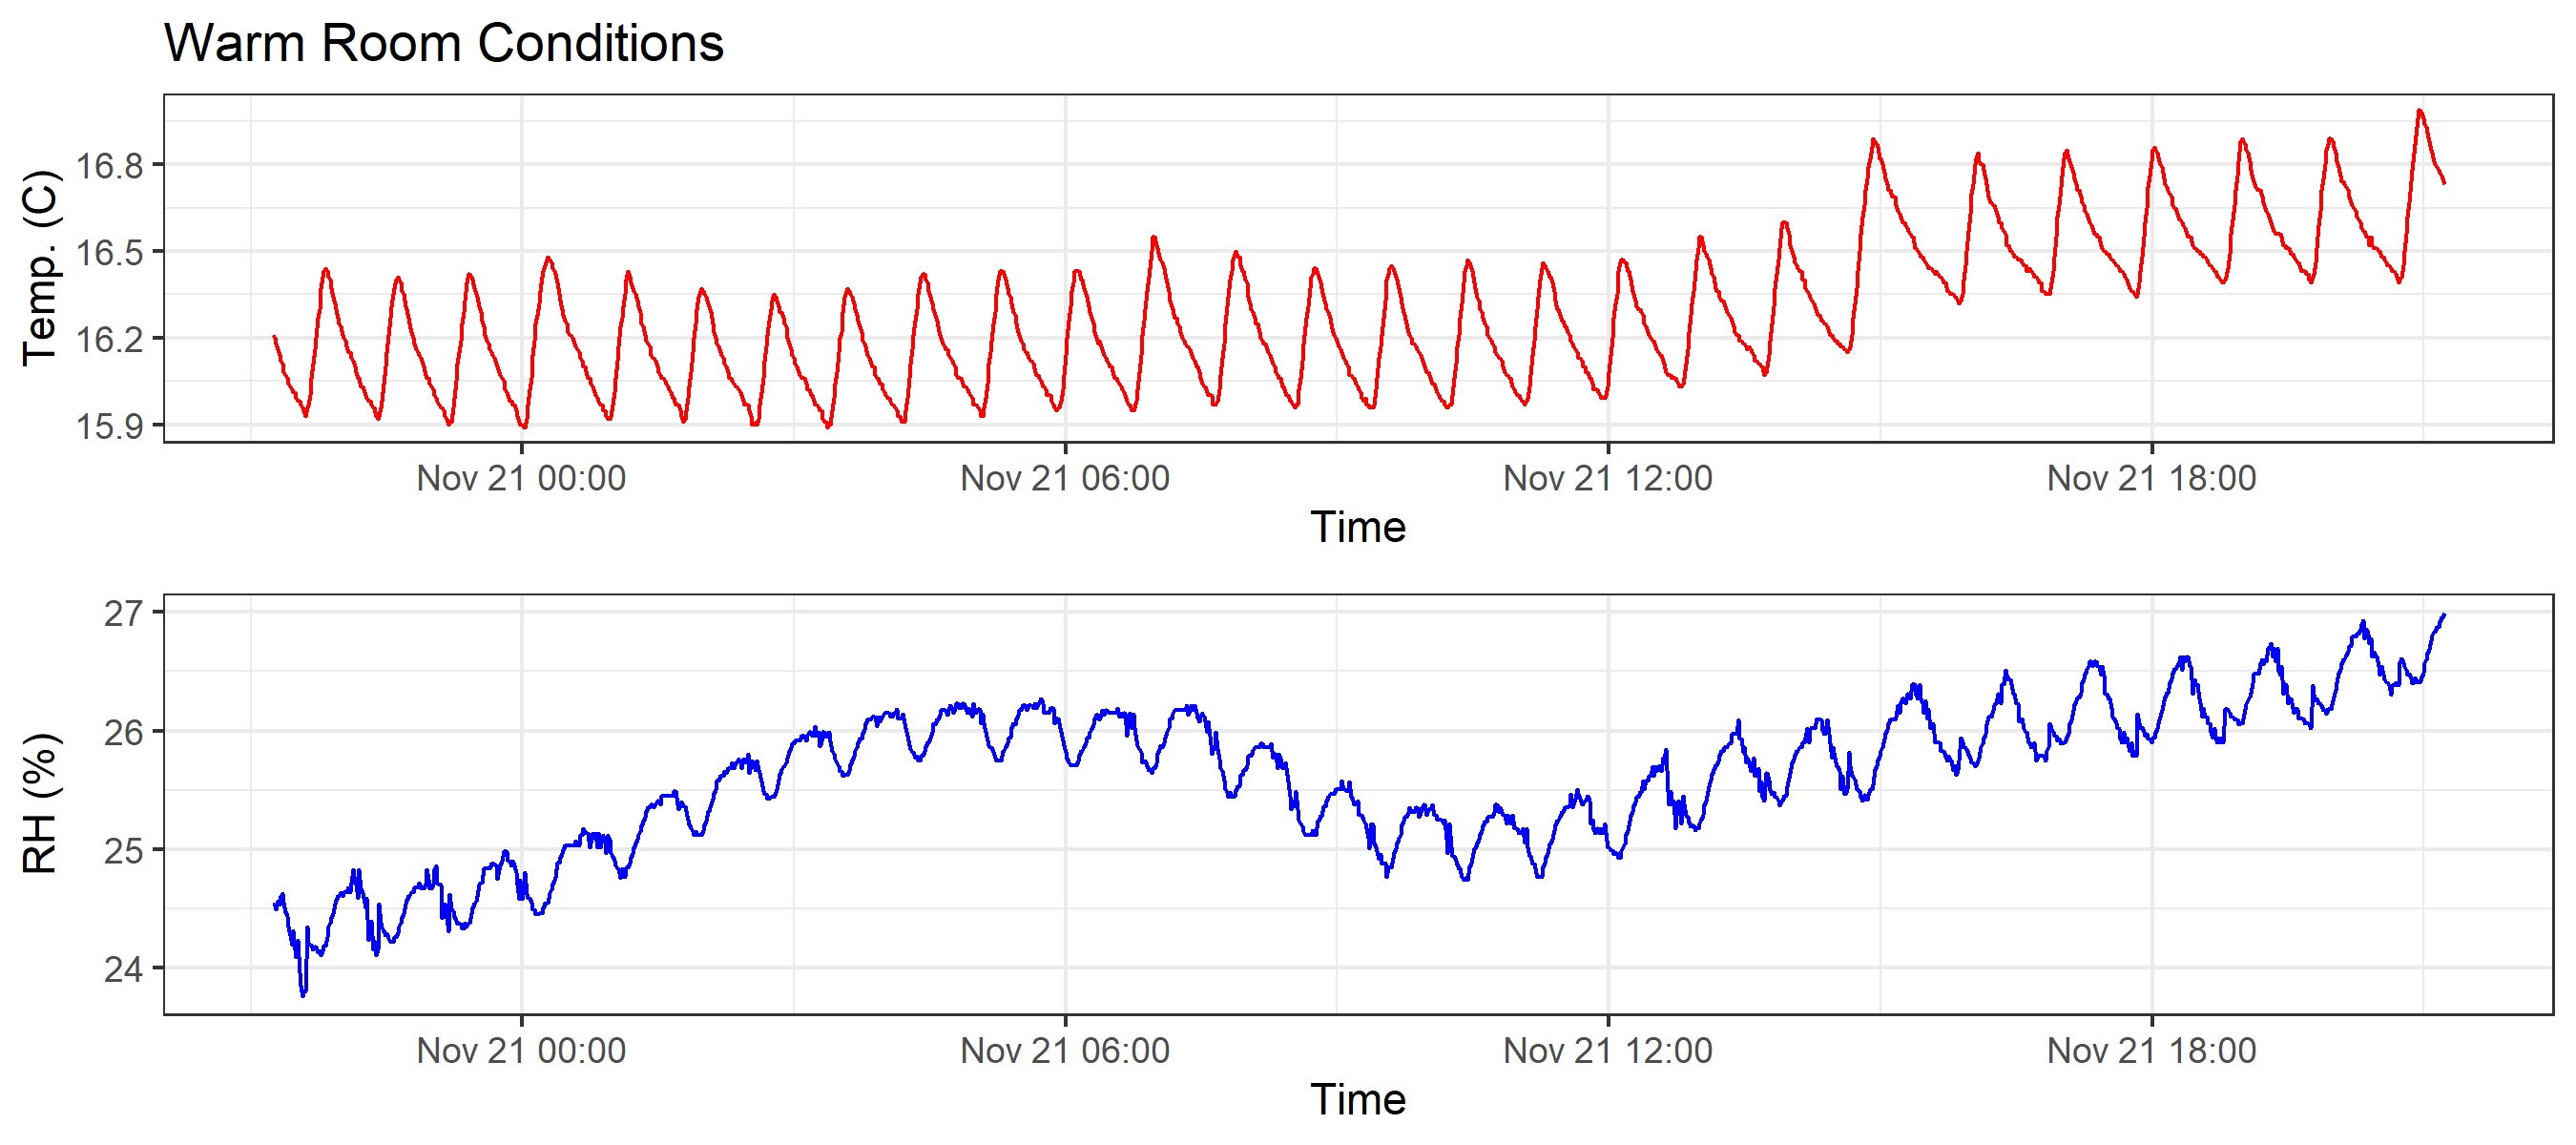 Warm Room Conditions
Temp. (C)
16.8
16.5
16.2
15.9
Nov 21 00:00 Nov 21 06:00 Nov 21 12:00 Nov 21 18:00
Time
RH (%)
27
26
25
24
Nov 21 00:00 Nov 21 06:00 Nov 21 12:00 Nov 21 18:00
Time